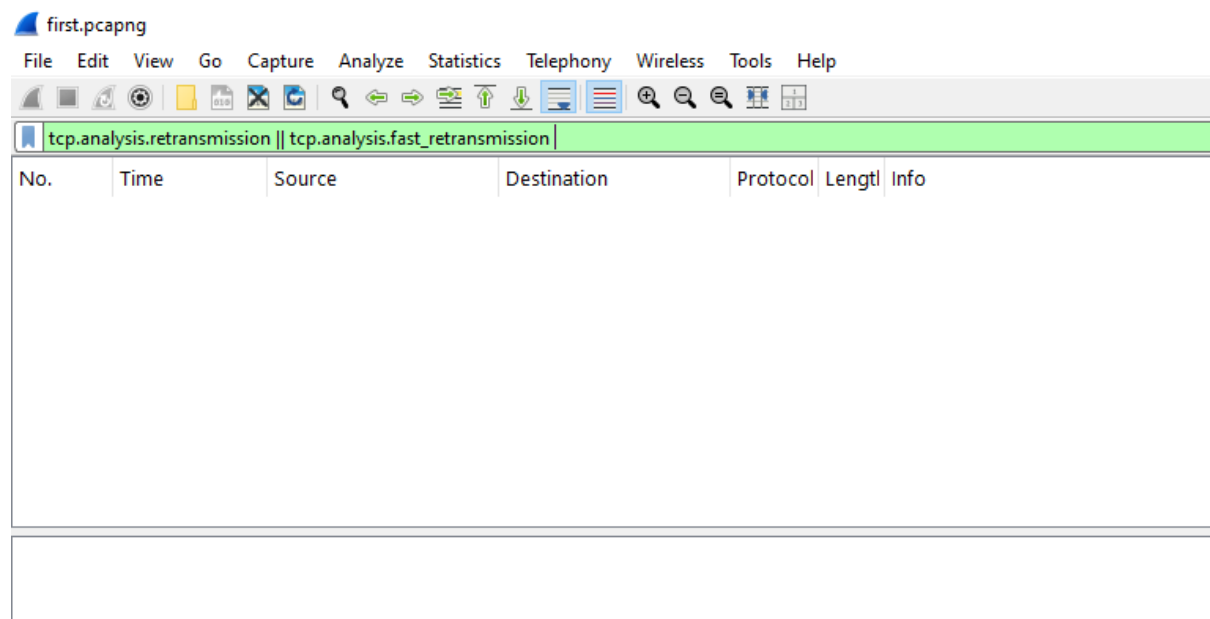 first.pcapng
File Edit View Go Capture Analyze Statistics Telephony Wireless Tools Help
tcp.analysis.retransmission || tcp.analysis.fast_retransmission
No. Time Source Destination Protocol Lengtl Info